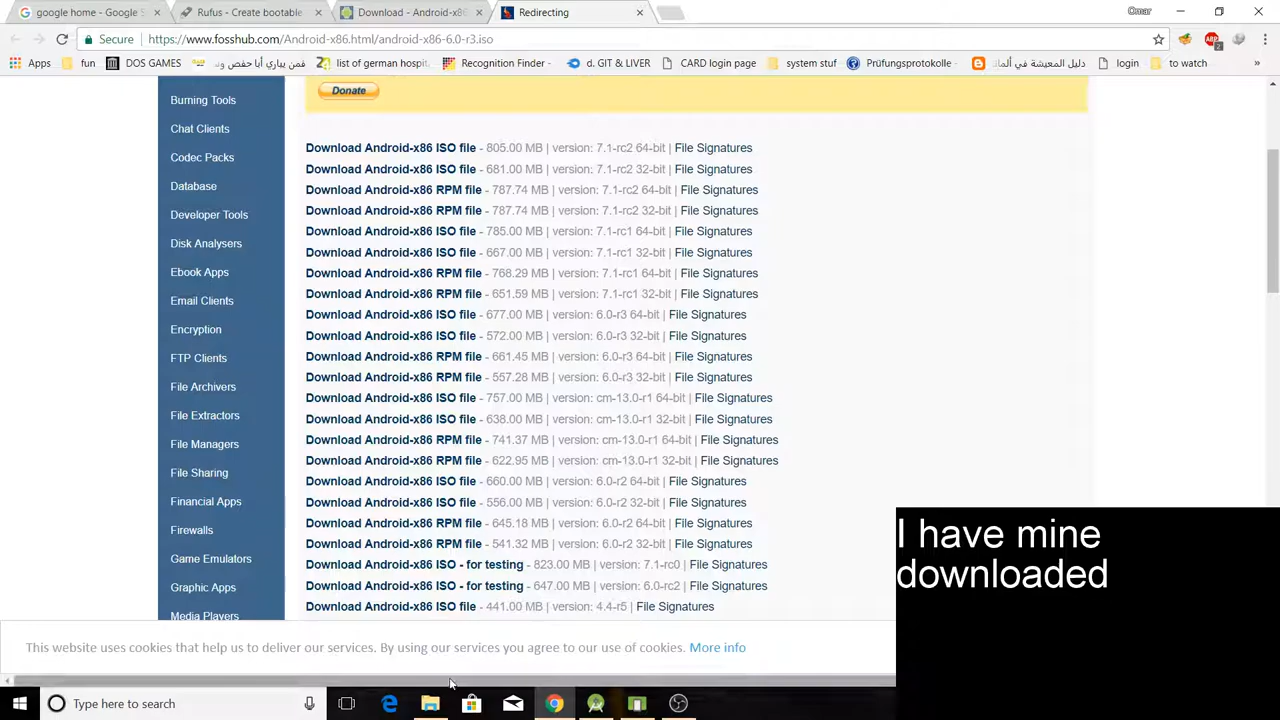 google home - Google S
Rufus - Create bootable
Download - Android-x86
Redirecting
Omar
Secure
https://www.fosshub.com/Android-x86.html/android-x86-6.0-r3.iso
Apps
fun
DOS GAMES
فمن يباري أبا حفص و
list of german hospit
Recognition Finder -
d. GIT & LIVER
CARD login page
system stuf
Prüfungsprotokolle -
دليل المعيشة في ألما
login
to watch
»
Donate
Burning Tools
Chat Clients
Codec Packs
Database
Developer Tools
Disk Analysers
Ebook Apps
Email Clients
Encryption
FTP Clients
File Archivers
File Extractors
File Managers
File Sharing
Financial Apps
Firewalls
Game Emulators
Graphic Apps
Media Players
Download Android-x86 ISO file - 805.00 MB | version: 7.1-rc2 64-bit | File Signatures
Download Android-x86 ISO file - 681.00 MB | version: 7.1-rc2 32-bit | File Signatures
Download Android-x86 RPM file - 787.74 MB | version: 7.1-rc2 64-bit | File Signatures
Download Android-x86 RPM file - 787.74 MB | version: 7.1-rc2 32-bit | File Signatures
Download Android-x86 ISO file - 785.00 MB | version: 7.1-rc1 64-bit | File Signatures
Download Android-x86 ISO file - 667.00 MB | version: 7.1-rc1 32-bit | File Signatures
Download Android-x86 RPM file - 768.29 MB | version: 7.1-rc1 64-bit | File Signatures
Download Android-x86 RPM file - 651.59 MB | version: 7.1-rc1 32-bit | File Signatures
Download Android-x86 ISO file - 677.00 MB | version: 6.0-r3 64-bit | File Signatures
Download Android-x86 ISO file - 572.00 MB | version: 6.0-r3 32-bit | File Signatures
Download Android-x86 RPM file - 661.45 MB | version: 6.0-r3 64-bit | File Signatures
Download Android-x86 RPM file - 557.28 MB | version: 6.0-r3 32-bit | File Signatures
Download Android-x86 ISO file - 757.00 MB | version: cm-13.0-r1 64-bit | File Signatures
Download Android-x86 ISO file - 638.00 MB | version: cm-13.0-r1 32-bit | File Signatures
Download Android-x86 RPM file - 741.37 MB | version: cm-13.0-r1 64-bit | File Signatures
Download Android-x86 RPM file - 622.95 MB | version: cm-13.0-r1 32-bit | File Signatures
Download Android-x86 ISO file - 660.00 MB | version: 6.0-r2 64-bit | File Signatures
Download Android-x86 ISO file - 556.00 MB | version: 6.0-r2 32-bit | File Signatures
Download Android-x86 RPM file - 645.18 MB | version: 6.0-r2 64-bit | File Signatures
Download Android-x86 RPM file - 541.32 MB | version: 6.0-r2 32-bit | File Signatures
Download Android-x86 ISO - for testing - 823.00 MB | version: 7.1-rc0 | File Signatures
Download Android-x86 ISO - for testing - 647.00 MB | version: 6.0-rc2 | File Signatures
Download Android-x86 ISO file - 441.00 MB | version: 4.4-r5 | File Signatures
This website uses cookies that help us to deliver our services. By using our services you agree to our use of cookies. More info
I have mine
downloaded
Type here to search